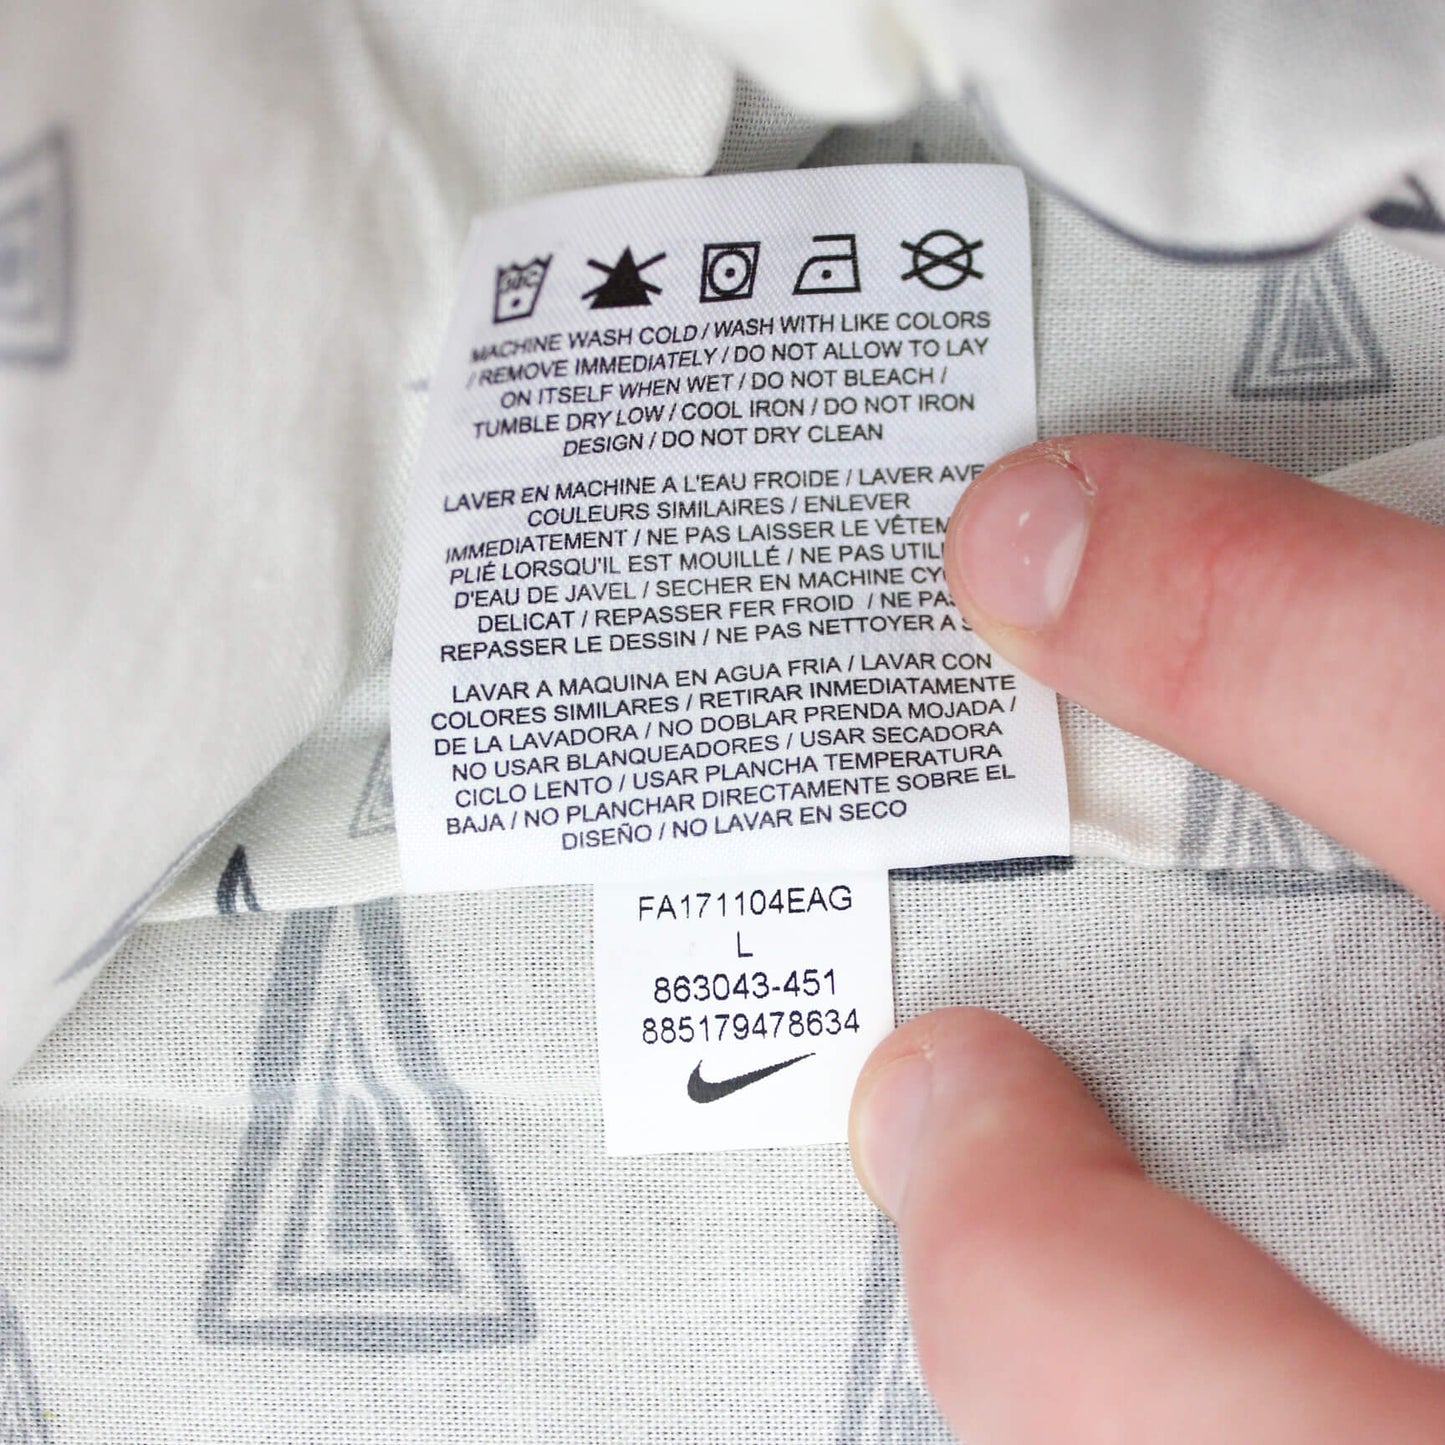 30C
MACHINE WASH COLD / WASH WITH LIKE COLORS
/ REMOVE IMMEDIATELY / DO NOT ALLOW TO LAY
ON ITSELF WHEN WET / DO NOT BLEACH /
TUMBLE DRY LOW / COOL IRON / DO NOT IRON
DESIGN / DO NOT DRY CLEAN
LAVER EN MACHINE A L'EAU FROIDE / LAVER
COULEURS SIMILAIRES / ENLEVER
IMMEDIATEMENT / NE PAS LAISSER LE
PLIÉ LORSQU'IL EST MOUILLÉ / NE PAS
D'EAU DE JAVEL / SECHER EN MACHINE
DELICAT / REPASSER FER FROID / NE
REPASSER LE DESSIN / NE PAS NETTOYER A
LAVAR A MAQUINA EN AGUA FRIA / LAVAR CON
COLORES SIMILARES / RETIRAR INMEDIATAMENTE
DE LA LAVADORA / NO DOBLAR PRENDA MOJADA /
NO USAR BLANQUEADORES / USAR SECADORA
CICLO LENTO / USAR PLANCHA TEMPERATURA
BAJA / NO PLANCHAR DIRECTAMENTE SOBRE EL
DISEÑO / NO LAVAR EN SECO
FA171104EAG
L
863043-451
885179478634